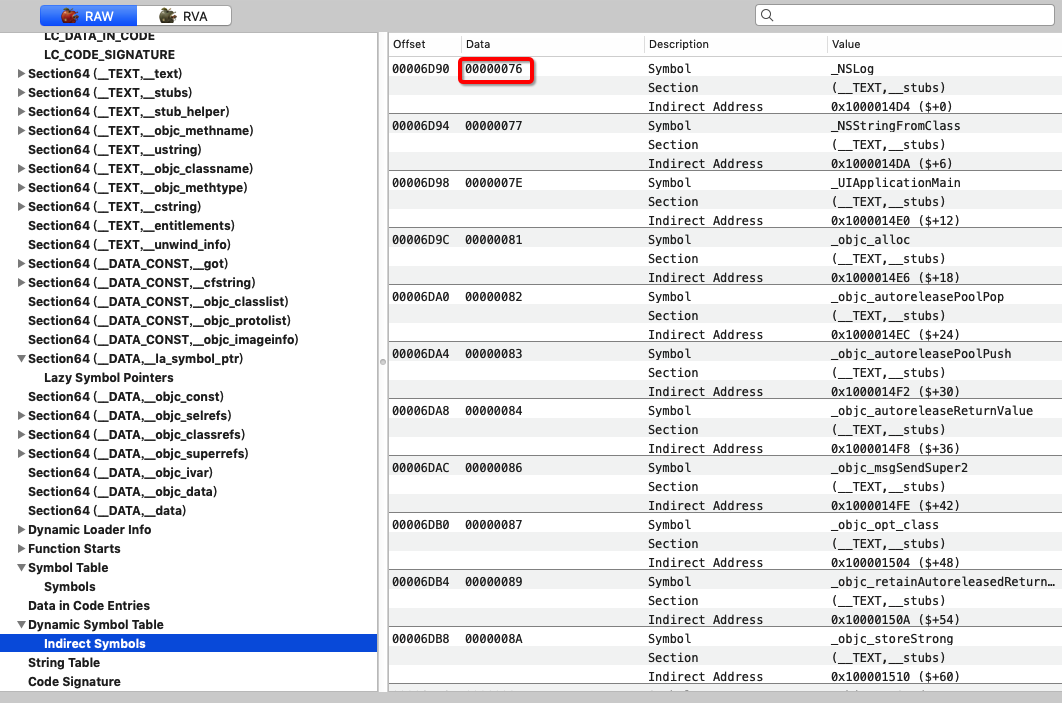 RAW
RVA
LC_DATA_IN_CODE
LC_CODE_SIGNATURE
Section64 (__TEXT,__text)
Section64 (__TEXT,__stubs)
Section64 (__TEXT,__stub_helper)
Section64 (__TEXT,__objc_methname)
Section64 (__TEXT,__ustring)
Section64 (__TEXT,__objc_classname)
Section64 (__TEXT,__objc_methtype)
Section64 (__TEXT,__cstring)
Section64 (__TEXT,__entitlements)
Section64 (__TEXT,__unwind_info)
Section64 (__DATA_CONST,__got)
Section64 (__DATA_CONST,__cfstring)
Section64 (__DATA_CONST,__objc_classlist)
Section64 (__DATA_CONST,__objc_protolist)
Section64 (__DATA_CONST,__objc_imageinfo)
Section64 (__DATA,__la_symbol_ptr)
Lazy Symbol Pointers
Section64 (__DATA,__objc_const)
Section64 (__DATA,__objc_selrefs)
Section64 (__DATA,__objc_classrefs)
Section64 (__DATA,__objc_superrefs)
Section64 (__DATA,__objc_ivar)
Section64 (__DATA,__objc_data)
Section64 (__DATA,__data)
Dynamic Loader Info
Function Starts
Symbol Table
Symbols
Data in Code Entries
Dynamic Symbol Table
Indirect Symbols
String Table
Code Signature
Offset Data Description Value
00006D90 00000076 Symbol _NSLog
Section (__TEXT,__stubs)
Indirect Address 0x1000014D4 ($+0)
00006D94 00000077 Symbol _NSStringFromClass
Section (__TEXT,__stubs)
Indirect Address 0x1000014DA ($+6)
00006D98 0000007E Symbol _UIApplicationMain
Section (__TEXT,__stubs)
Indirect Address 0x1000014E0 ($+12)
00006D9C 00000081 Symbol _objc_alloc
Section (__TEXT,__stubs)
Indirect Address 0x1000014E6 ($+18)
00006DA0 00000082 Symbol _objc_autoreleasePoolPop
Section (__TEXT,__stubs)
Indirect Address 0x1000014EC ($+24)
00006DA4 00000083 Symbol _objc_autoreleasePoolPush
Section (__TEXT,__stubs)
Indirect Address 0x1000014F2 ($+30)
00006DA8 00000084 Symbol _objc_autoreleaseReturnValue
Section (__TEXT,__stubs)
Indirect Address 0x1000014F8 ($+36)
00006DAC 00000086 Symbol _objc_msgSendSuper2
Section (__TEXT,__stubs)
Indirect Address 0x1000014FE ($+42)
00006DB0 00000087 Symbol _objc_opt_class
Section (__TEXT,__stubs)
Indirect Address 0x100001504 ($+48)
00006DB4 00000089 Symbol _objc_retainAutoreleasedReturn…
Section (__TEXT,__stubs)
Indirect Address 0x10000150A ($+54)
00006DB8 0000008A Symbol _objc_storeStrong
Section (__TEXT,__stubs)
Indirect Address 0x100001510 ($+60)